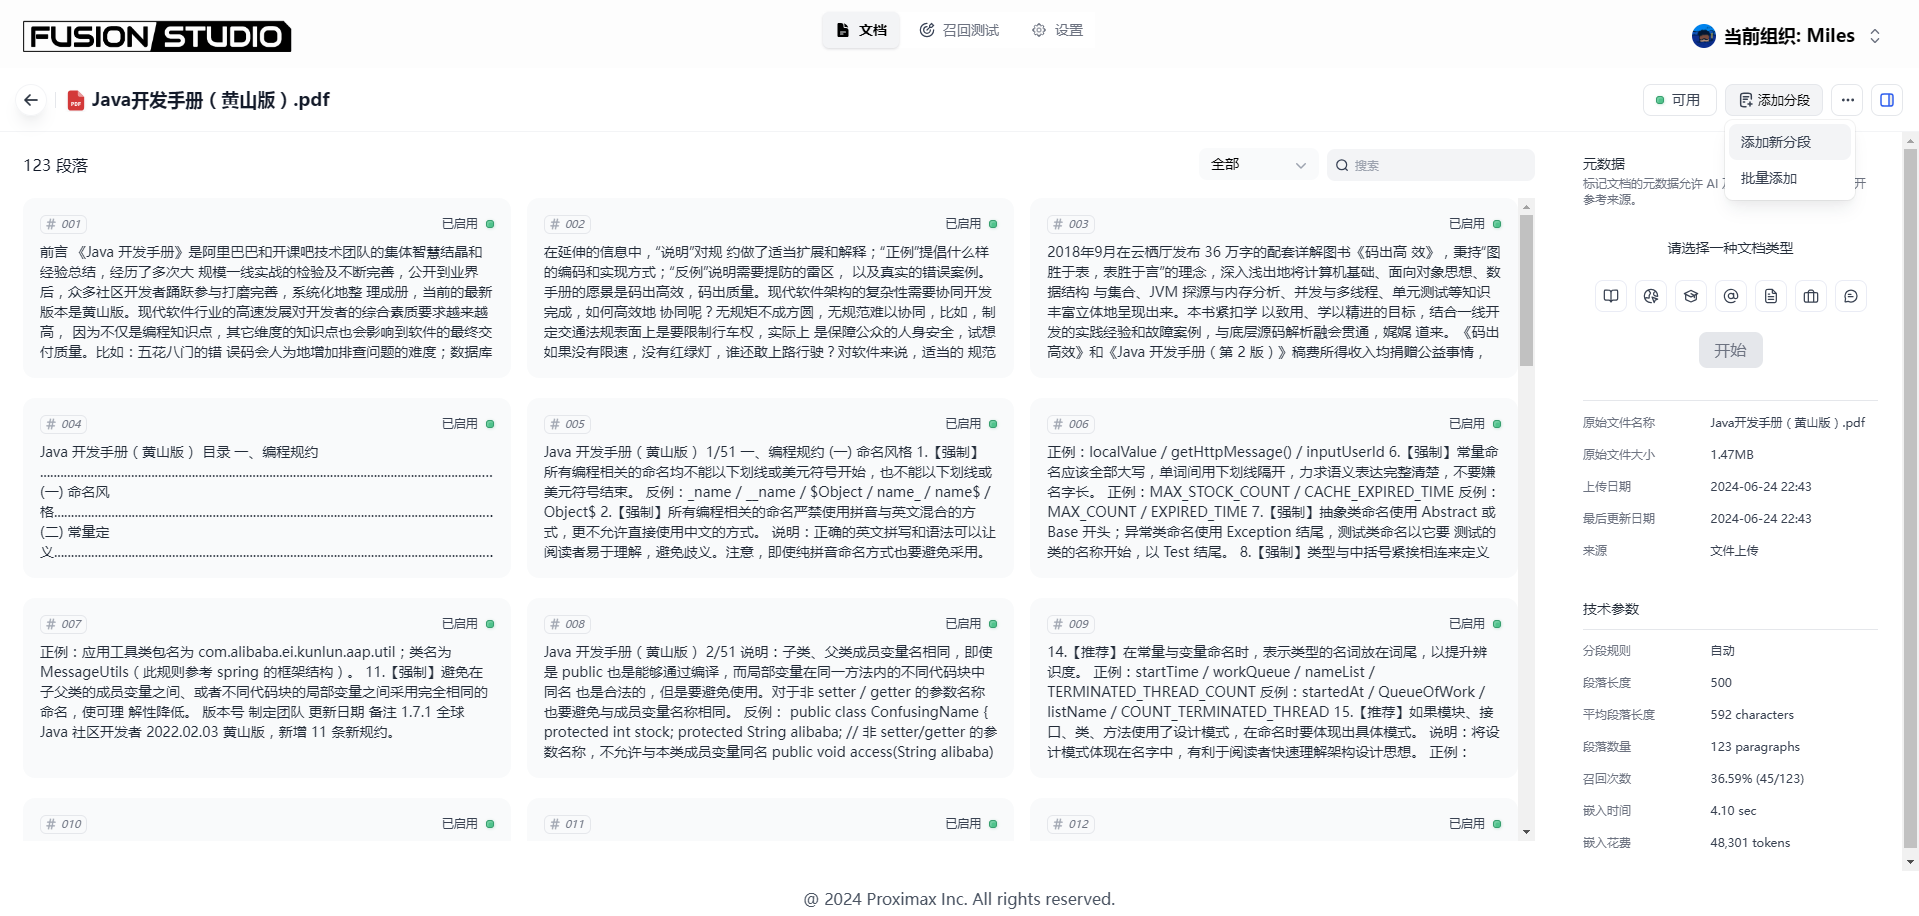 FUSION STUDIO
文档
召回测试
设置
当前组织: Miles
Java开发手册（黄山版）.pdf
可用
添加分段
添加新分段
批量添加
123 段落
全部
搜索
# 001
已启用
前言 《Java 开发手册》是阿里巴巴和开课吧技术团队的集体智慧结晶和
经验总结，经历了多次大 规模一线实战的检验及不断完善，公开到业界
后，众多社区开发者踊跃参与打磨完善，系统化地整 理成册，当前的最新
版本是黄山版。现代软件行业的高速发展对开发者的综合素质要求越来越
高， 因为不仅是编程知识点，其它维度的知识点也会影响到软件的最终交
付质量。比如：五花八门的错 误码会人为地增加排查问题的难度；数据库
# 002
已启用
在延伸的信息中，“说明”对规 约做了适当扩展和解释；“正例”提倡什么样
的编码和实现方式；“反例”说明需要提防的雷区， 以及真实的错误案例。
手册的愿景是码出高效，码出质量。现代软件架构的复杂性需要协同开发
完成，如何高效地 协同呢？无规矩不成方圆，无规范难以协同，比如，制
定交通法规表面上是要限制行车权，实际上 是保障公众的人身安全，试想
如果没有限速，没有红绿灯，谁还敢上路行驶？对软件来说，适当的 规范
# 003
已启用
2018年9月在云栖厅发布 36 万字的配套详解图书《码出高 效》，秉持“图
胜于表，表胜于言”的理念，深入浅出地将计算机基础、面向对象思想、数
据结构 与集合、JVM 探源与内存分析、并发与多线程、单元测试等知识
丰富立体地呈现出来。本书紧扣学 以致用、学以精进的目标，结合一线开
发的实践经验和故障案例，与底层源码解析融会贯通，娓娓 道来。《码出
高效》和《Java 开发手册（第 2 版）》稿费所得收入均捐赠公益事情，
# 004
已启用
Java 开发手册（黄山版） 目录 一、编程规约
........................................................................................................................
(一) 命名风
格....................................................................................................................
(二) 常量定
义....................................................................................................................
# 005
已启用
Java 开发手册（黄山版） 1/51 一、编程规约 (一) 命名风格 1.【强制】
所有编程相关的命名均不能以下划线或美元符号开始，也不能以下划线或
美元符号结束。 反例：_name / __name / $Object / name_ / name$ /
Object$ 2.【强制】所有编程相关的命名严禁使用拼音与英文混合的方
式，更不允许直接使用中文的方式。 说明：正确的英文拼写和语法可以让
阅读者易于理解，避免歧义。注意，即使纯拼音命名方式也要避免采用。
# 006
已启用
正例：localValue / getHttpMessage() / inputUserId 6.【强制】常量命
名应该全部大写，单词间用下划线隔开，力求语义表达完整清楚，不要嫌
名字长。 正例：MAX_STOCK_COUNT / CACHE_EXPIRED_TIME 反例：
MAX_COUNT / EXPIRED_TIME 7.【强制】抽象类命名使用 Abstract 或
Base 开头；异常类命名使用 Exception 结尾，测试类命名以它要 测试的
类的名称开始，以 Test 结尾。 8.【强制】类型与中括号紧挨相连来定义
# 007
已启用
正例：应用工具类包名为 com.alibaba.ei.kunlun.aap.util；类名为
MessageUtils（此规则参考 spring 的框架结构）。 11.【强制】避免在
子父类的成员变量之间、或者不同代码块的局部变量之间采用完全相同的
命名，使可理 解性降低。 版本号 制定团队 更新日期 备注 1.7.1 全球
Java 社区开发者 2022.02.03 黄山版，新增 11 条新规约。
# 008
已启用
Java 开发手册（黄山版） 2/51 说明：子类、父类成员变量名相同，即使
是 public 也是能够通过编译，而局部变量在同一方法内的不同代码块中
同名 也是合法的，但是要避免使用。对于非 setter / getter 的参数名称
也要避免与成员变量名称相同。 反例： public class ConfusingName {
protected int stock; protected String alibaba; // 非 setter/getter 的参
数名称，不允许与本类成员变量同名 public void access(String alibaba)
# 009
已启用
14.【推荐】在常量与变量命名时，表示类型的名词放在词尾，以提升辨
识度。 正例：startTime / workQueue / nameList /
TERMINATED_THREAD_COUNT 反例：startedAt / QueueOfWork /
listName / COUNT_TERMINATED_THREAD 15.【推荐】如果模块、接
口、类、方法使用了设计模式，在命名时要体现出具体模式。 说明：将设
计模式体现在名字中，有利于阅读者快速理解架构设计思想。 正例：
# 010
已启用
# 011
已启用
# 012
已启用
元数据
标记文档的元数据允许 AI
开
参考来源。
请选择一种文档类型
开始
原始文件名称 Java开发手册（黄山版）.pdf
原始文件大小 1.47MB
上传日期 2024-06-24 22:43
最后更新日期 2024-06-24 22:43
来源 文件上传
技术参数
分段规则 自动
段落长度 500
平均段落长度 592 characters
段落数量 123 paragraphs
召回次数 36.59% (45/123)
嵌入时间 4.10 sec
嵌入花费 48,301 tokens
@ 2024 Proximax Inc. All rights reserved.